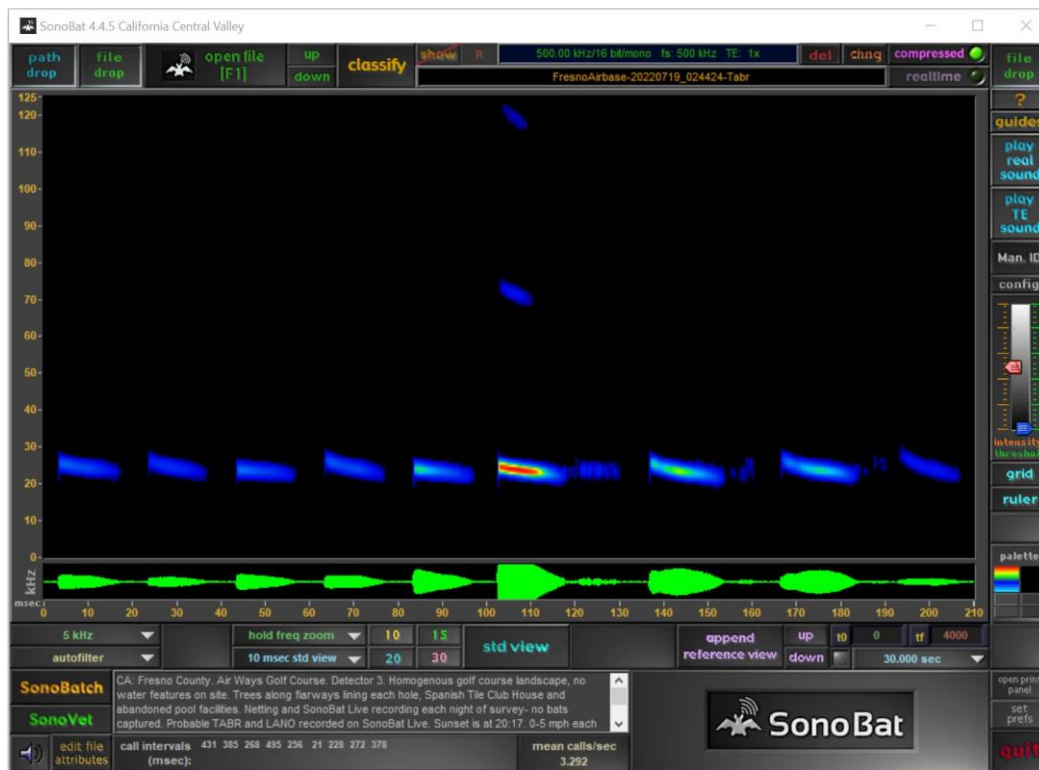 SonoBat 4.4.5 California Central Valley
path drop
file drop
open file [F1]
up
down
classify
show
R
500.00 kHz/16 bit/mono fs: 500 kHz TE: 1x
FresnoAirbase-20220719_024424-Tabr
del
chng
compressed
realtime
file drop
?
guides
play real sound
play TE sound
Man. ID
config
intensity
threshol
grid
ruler
palette
125
120
110
100
90
80
70
60
50
40
30
20
10
0
kHz
msec
0 10 20 30 40 50 60 70 80 90 100 110 120 130 140 150 160 170 180 190 200 210
5 kHz
autofilter
hold freq zoom
10 msec std view
10 15
20 30
std view
append reference view
up
down
t0 0 tf 4000
30.000 sec
SonoBatch
SonoVet
edit file attributes
CA: Fresno County. Air Ways Golf Course. Detector 3. Homogenous golf course landscape, no
water features on site. Trees along fiarways lining each hole, Spanish Tile Club House and
abandoned pool facilities. Netting and SonoBat Live recording each night of survey- no bats
captured. Probable TABR and LANO recorded on SonoBat Live. Sunset is at 20:17. 0-5 mph each
call intervals (msec): 431 385 268 495 256 21 228 272 378
mean calls/sec
3.292
SonoBat
open print panel
set prefs
quit